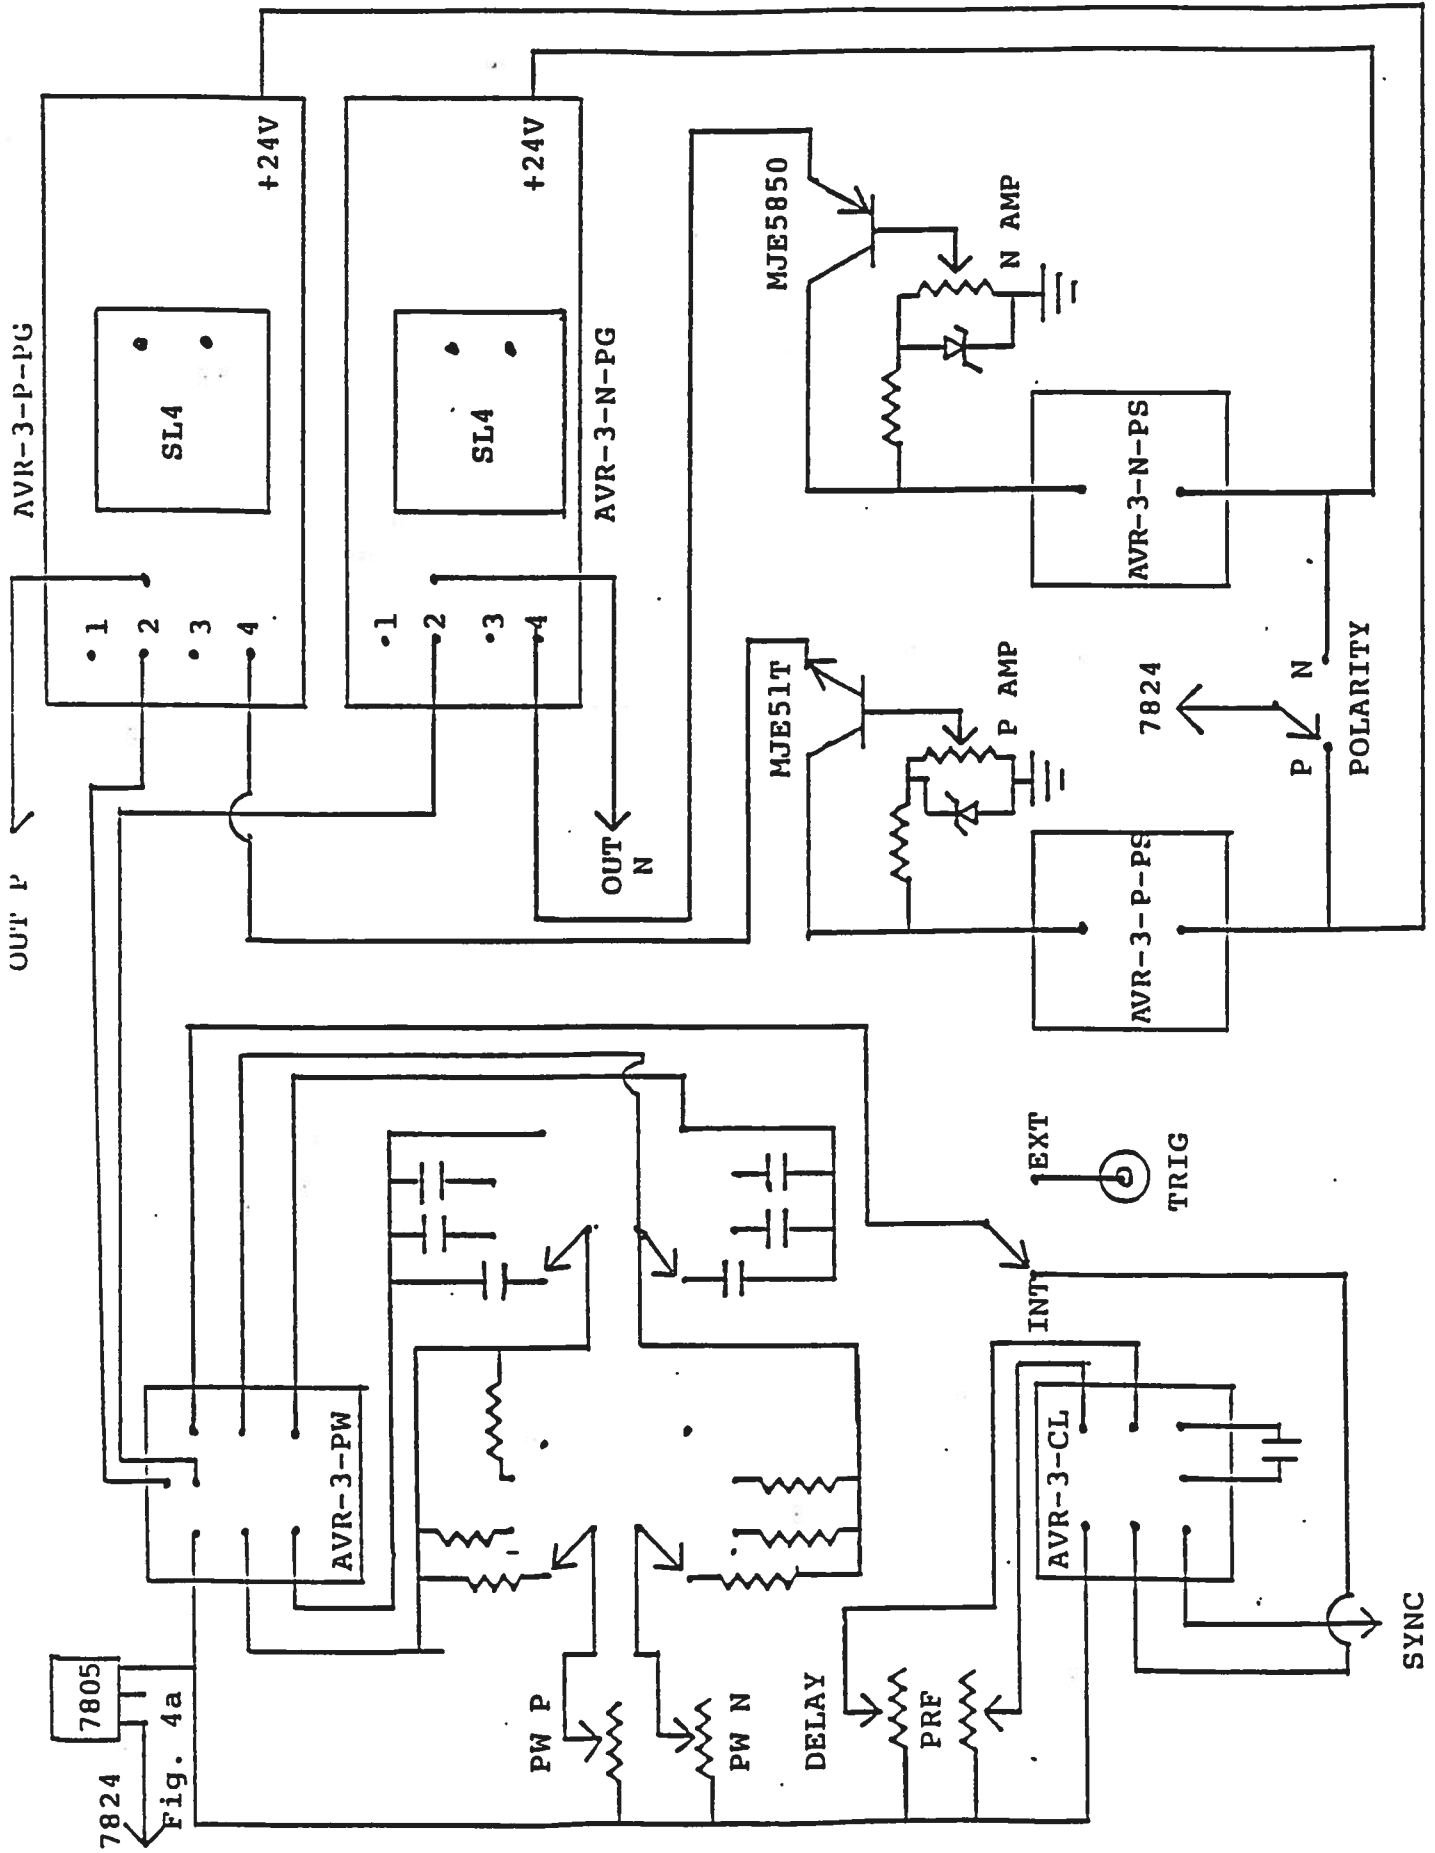 Fig. 4a
7824
7805
AVR-3-PW
OUT P
AVR-3-P-PG
1
2
3
4
SL4
+24V
1
2
3
4
SL4
+24V
AVR-3-N-PG
OUT
N
PW P
PW N
DELAY
PRF
AVR-3-CL
INT
EXT
TRIG
SYNC
MJE51T
P AMP
MJE5850
N AMP
AVR-3-P-PS
AVR-3-N-PS
7824
P
N
POLARITY